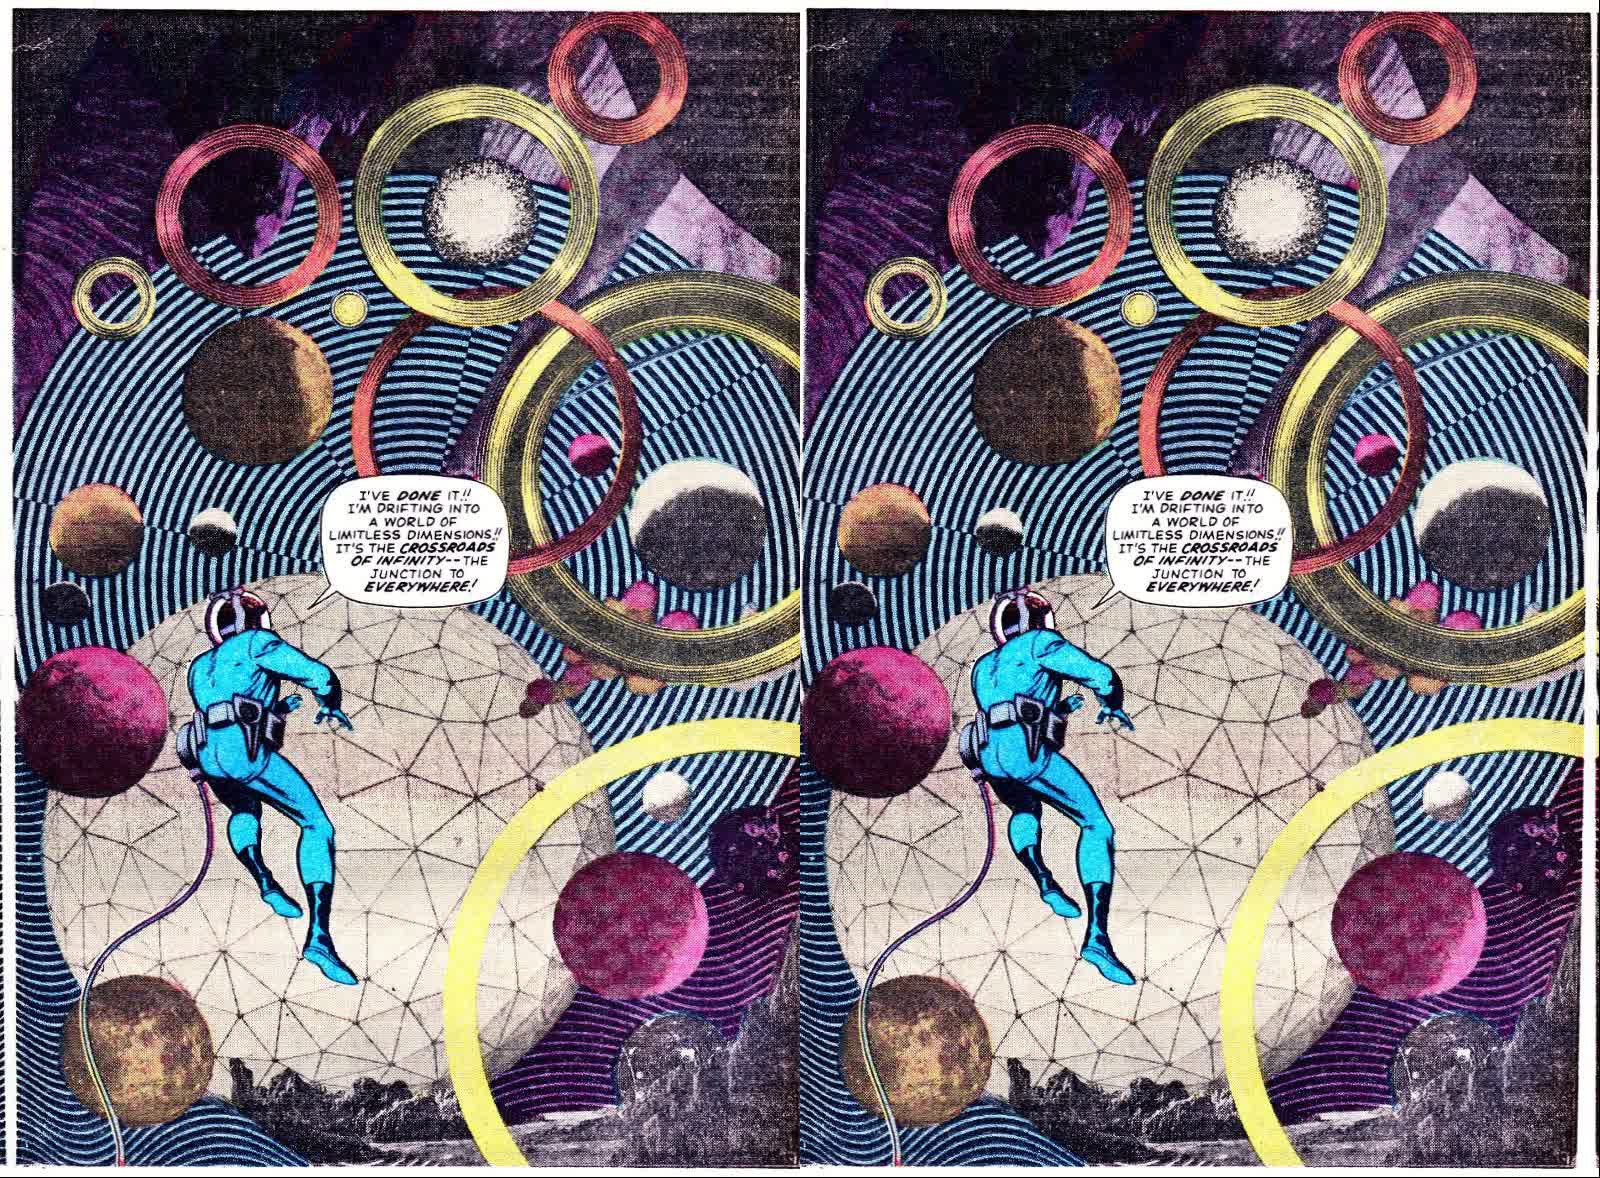 I'VE DONE IT!!
I'M DRIFTING INTO
A WORLD OF
LIMITLESS DIMENSIONS!!
IT'S THE CROSSROADS
OF INFINITY--THE
JUNCTION TO
EVERYWHERE!
I'VE DONE IT!!
I'M DRIFTING INTO
A WORLD OF
LIMITLESS DIMENSIONS!!
IT'S THE CROSSROADS
OF INFINITY--THE
JUNCTION TO
EVERYWHERE!